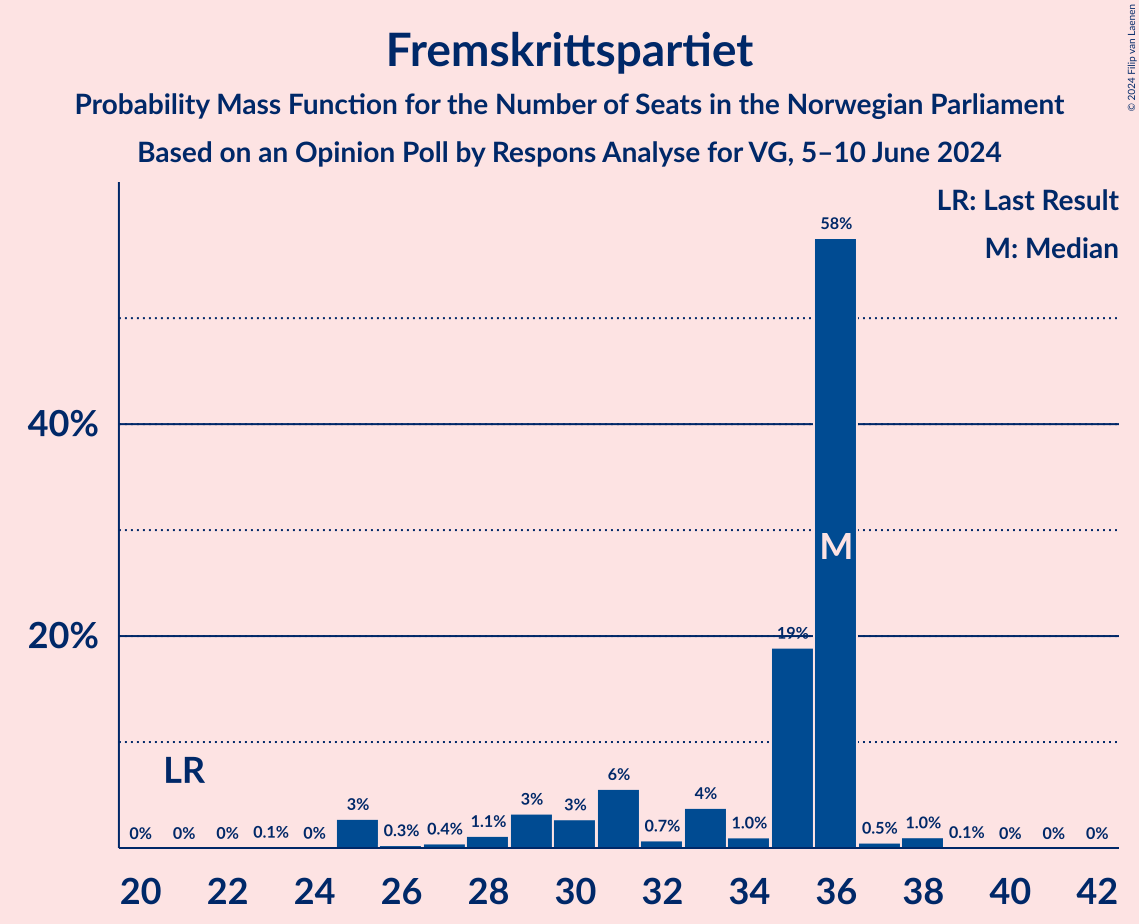 Fremskrittspartiet
Probability Mass Function for the Number of Seats in the Norwegian Parliament
Based on an Opinion Poll by Respons Analyse for VG, 5–10 June 2024
© 2024 Filip van Laenen
LR: Last Result
M: Median
40%
20%
LR
M
0% 0% 0% 0.1% 0% 3% 0.3% 0.4% 1.1% 3% 3% 6% 0.7% 4% 1.0% 19% 58% 0.5% 1.0% 0.1% 0% 0% 0%
20 22 24 26 28 30 32 34 36 38 40 42